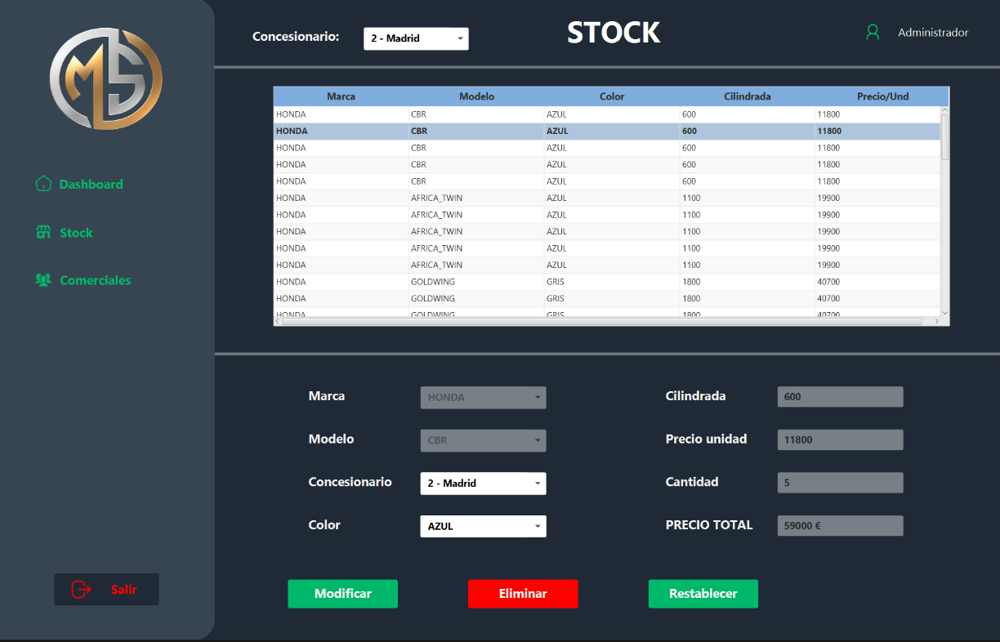 MLS
Concesionario: 2 - Madrid STOCK Administrador
Dashboard
Stock
Comerciales
Salir
Marca Modelo Color Cilindrada Precio/Und
HONDA CBR AZUL 600 11800
HONDA CBR AZUL 600 11800
HONDA CBR AZUL 600 11800
HONDA CBR AZUL 600 11800
HONDA CBR AZUL 600 11800
HONDA AFRICA_TWIN AZUL 1100 19900
HONDA AFRICA_TWIN AZUL 1100 19900
HONDA AFRICA_TWIN AZUL 1100 19900
HONDA AFRICA_TWIN AZUL 1100 19900
HONDA AFRICA_TWIN AZUL 1100 19900
HONDA GOLDWING GRIS 1800 40700
HONDA GOLDWING GRIS 1800 40700
HONDA GOLDWING GRIS 1800 40700
Marca HONDA Cilindrada 600
Modelo CBR Precio unidad 11800
Concesionario 2 - Madrid Cantidad 5
Color AZUL PRECIO TOTAL 59000 €
Modificar Eliminar Restablecer